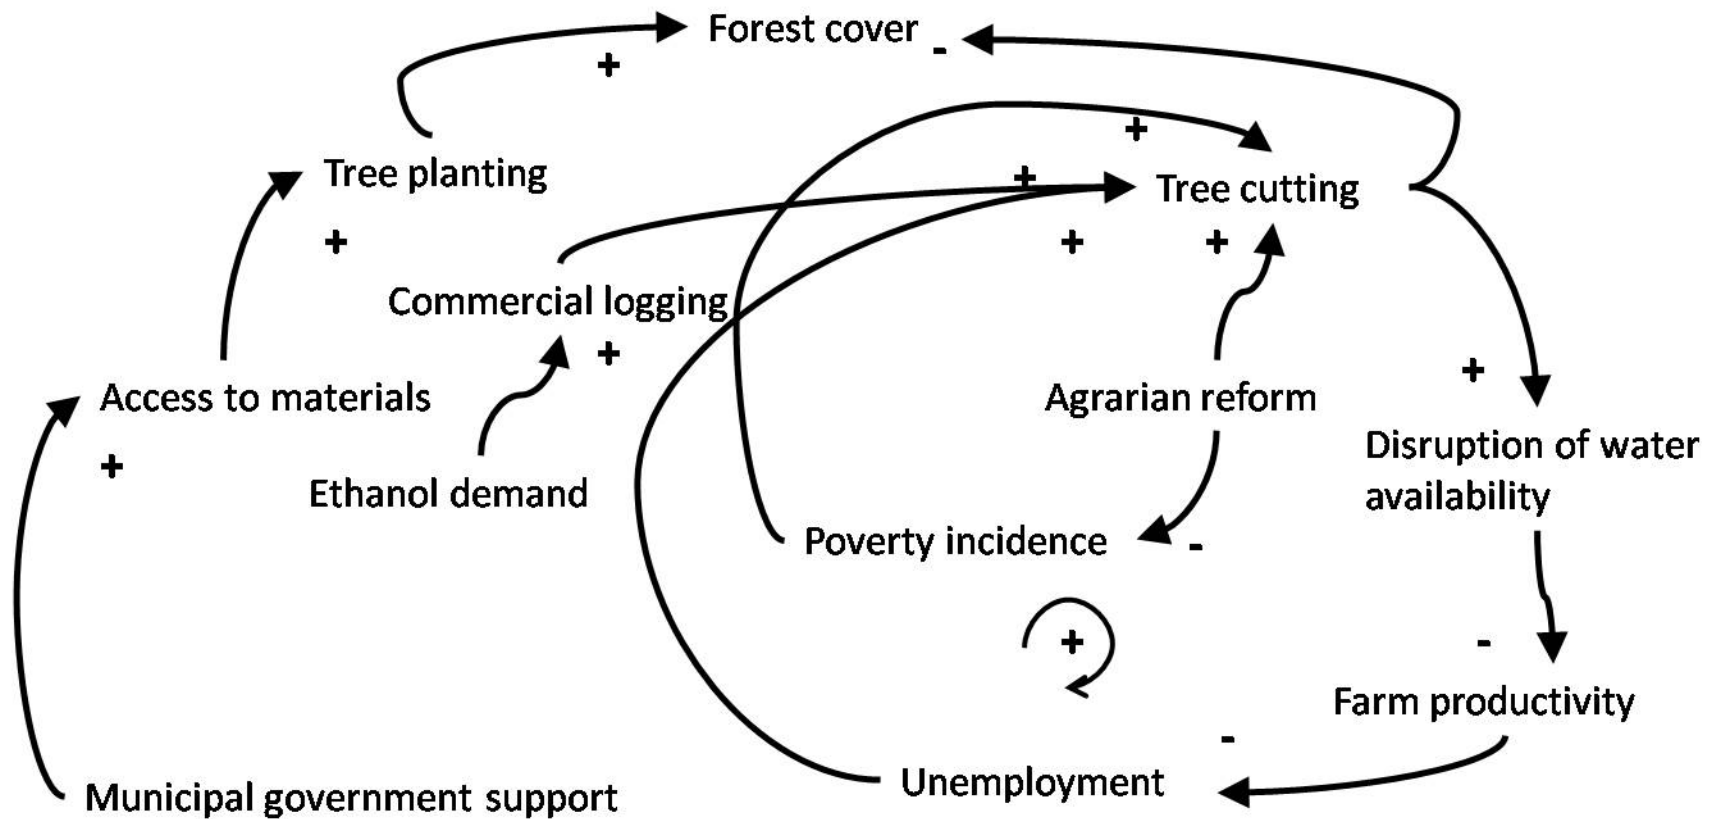 Forest cover
+
-
+
Tree planting
+
Tree cutting
+
+
+
Commercial logging
+
+
Access to materials
Agrarian reform
+
Disruption of water
availability
Ethanol demand
Poverty incidence
-
+
-
Farm productivity
-
Unemployment
Municipal government support